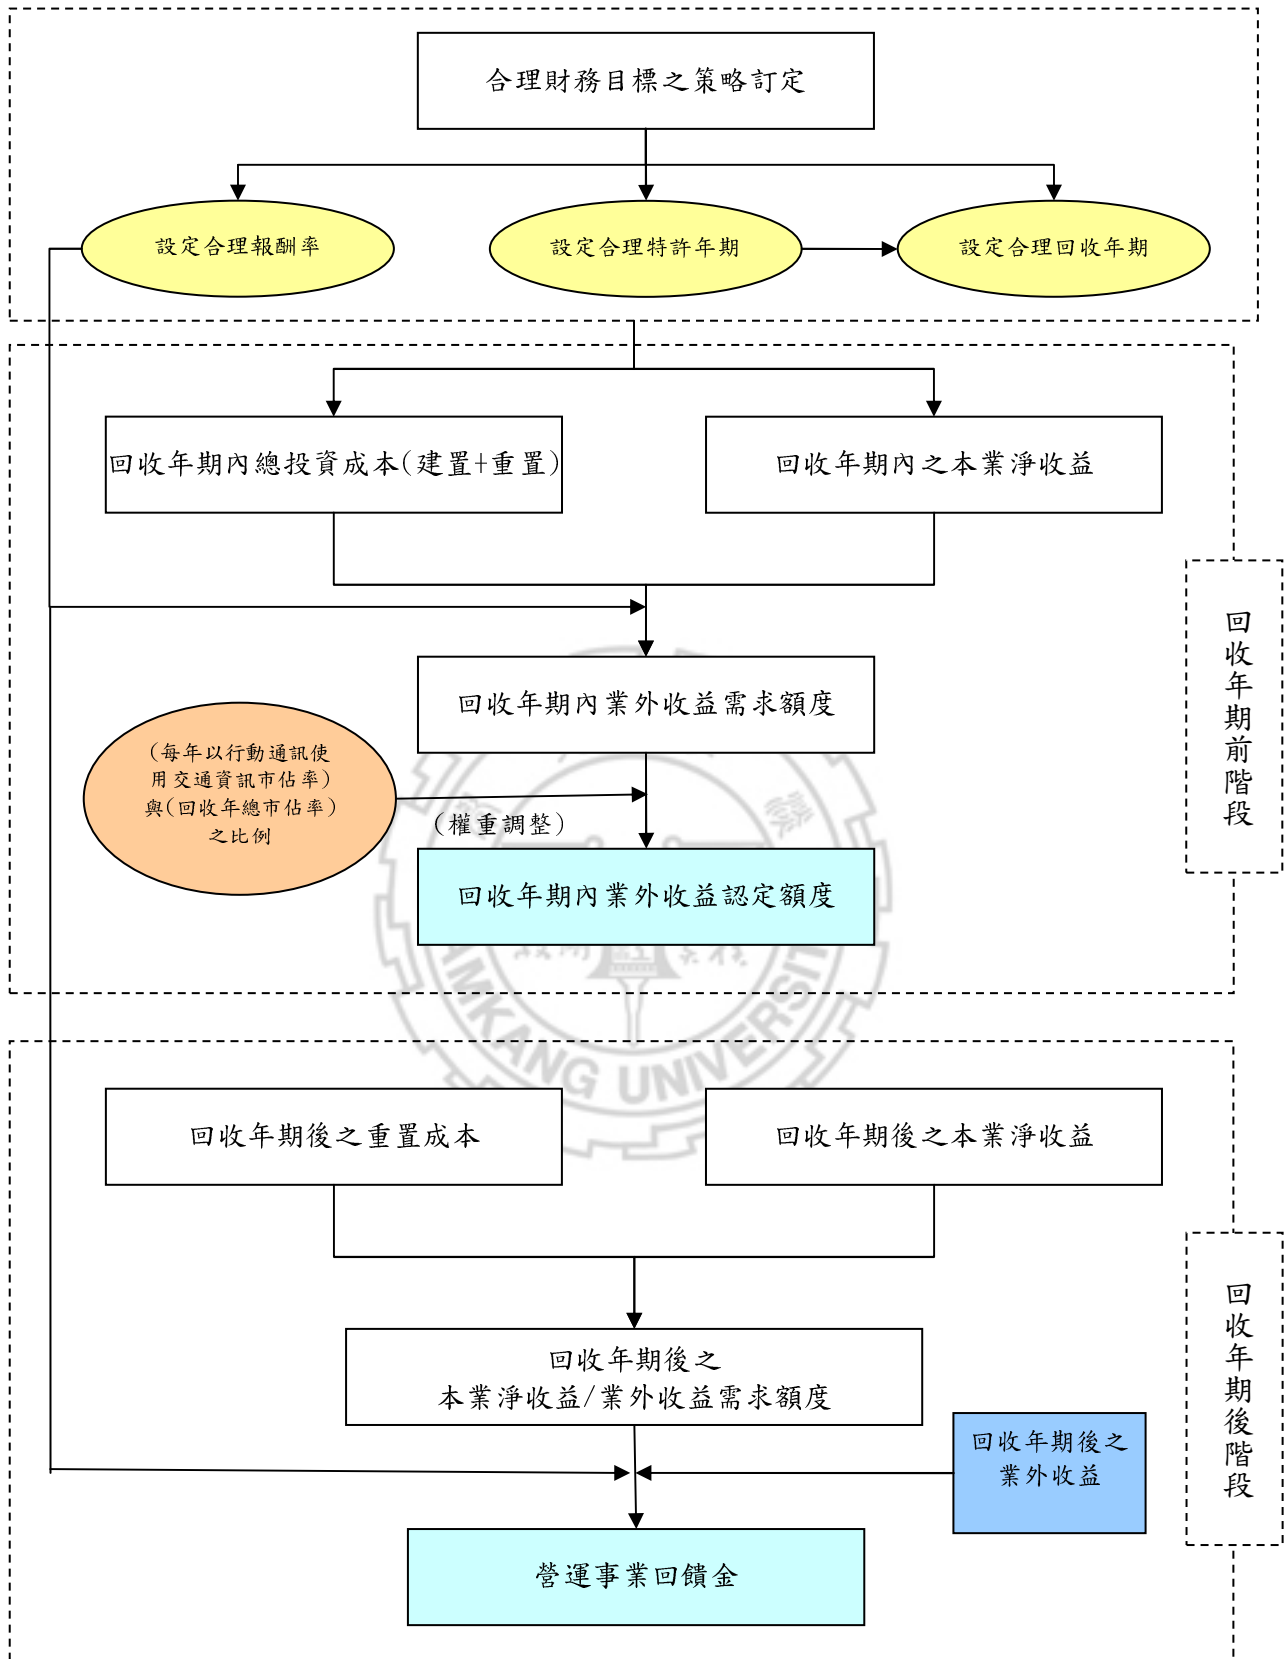 合理財務目標之策略訂定
設定合理報酬率
設定合理特許年期
設定合理回收年期
回收年期內總投資成本(建置+重置)
回收年期內之本業淨收益
回收年期前階段
回收年期內業外收益需求額度
(每年以行動通訊使
用交通資訊市佔率)
與(回收年總市佔率)
之比例
(權重調整)
回收年期內業外收益認定額度
AMKANG UNIVERSIT
回收年期後之重置成本
回收年期後之本業淨收益
回收年期後階段
回收年期後之
本業淨收益/業外收益需求額度
回收年期後之
業外收益
營運事業回饋金